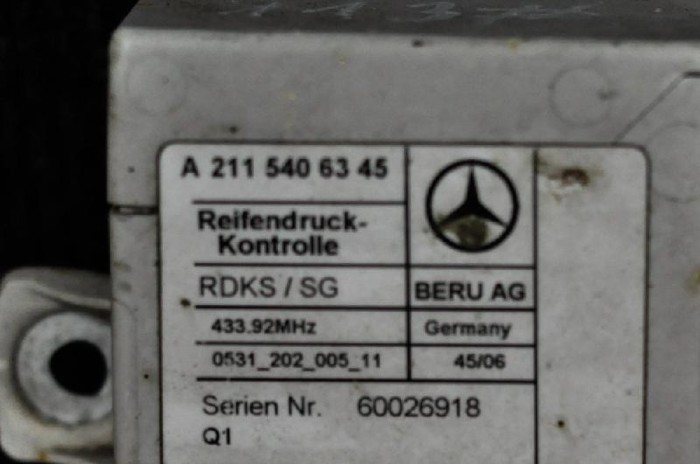 A 211 540 63 45
Reifendruck-
Kontrolle
RDKS / SG
BERU AG
433.92MHz
Germany
0531_202_005_11
45/06
Serien Nr. 60026918
Q1